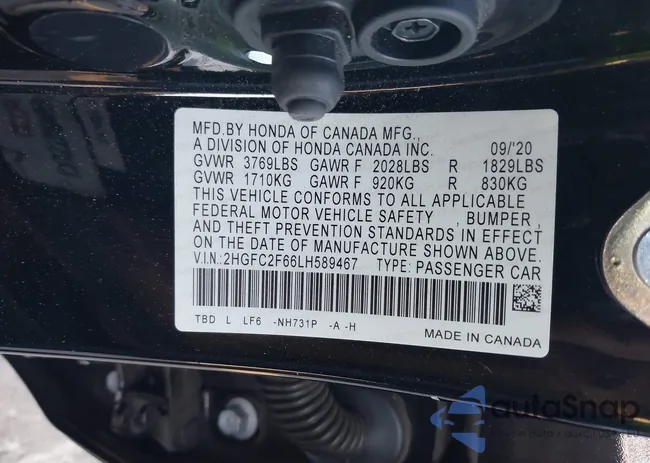 MFD.BY HONDA OF CANADA MFG.,
A DIVISION OF HONDA CANADA INC. 09/'20
GVWR 3769LBS GAWR F 2028LBS R 1829LBS
GVWR 1710KG GAWR F 920KG R 830KG
THIS VEHICLE CONFORMS TO ALL APPLICABLE
FEDERAL MOTOR VEHICLE SAFETY , BUMPER,
AND THEFT PREVENTION STANDARDS IN EFFECT
ON THE DATE OF MANUFACTURE SHOWN ABOVE.
V.I.N.:2HGFC2F66LH589467 TYPE: PASSENGER CAR
TBD L LF6 -NH731P -A -H
MADE IN CANADA
autoSnap